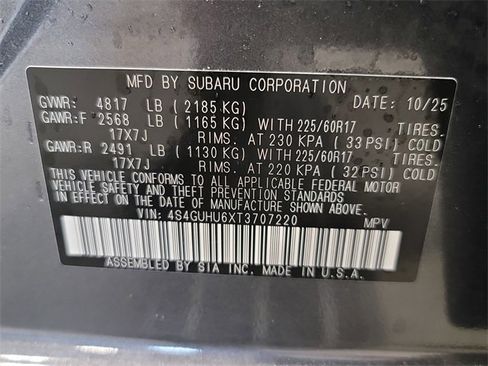 MFD BY SUBARU CORPORATION
GVWR: 4817 LB (2185 KG) DATE: 10/25
GAWR:F 2568 LB (1165 KG) WITH 225/60R17 TIRES.
17X7J RIMS. AT 230 KPA (33 PSI) COLD
GAWR:R 2491 LB (1130 KG) WITH 225/60R17 TIRES.
17X7J RIMS. AT 220 KPA (32 PSI) COLD
THIS VEHICLE CONFORMS TO ALL APPLICABLE FEDERAL MOTOR
VEHICLE SAFETY AND THEFT PREVENTION STANDARDS
IN EFFECT ON THE DATE OF MANUFACTURE SHOWN ABOVE.
VIN: 4S4GUHU6XT3707220 MPV
ASSEMBLED BY SIA INC. MADE IN U.S.A.